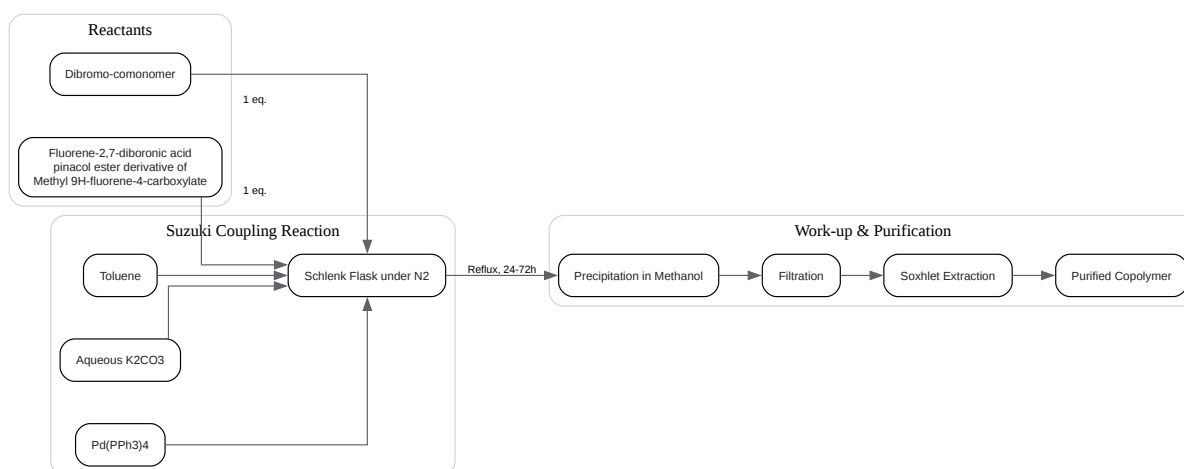 Reactants
Dibromo-comonomer
1 eq.
Fluorene-2,7-diboronic acid
pinacol ester derivative of
Methyl 9H-fluorene-4-carboxylate
1 eq.
Suzuki Coupling Reaction
Toluene
Schlenk Flask under N2
Aqueous K2CO3
Pd(PPh3)4
Reflux, 24-72h
Work-up & Purification
Precipitation in Methanol
Filtration
Soxhlet Extraction
Purified Copolymer